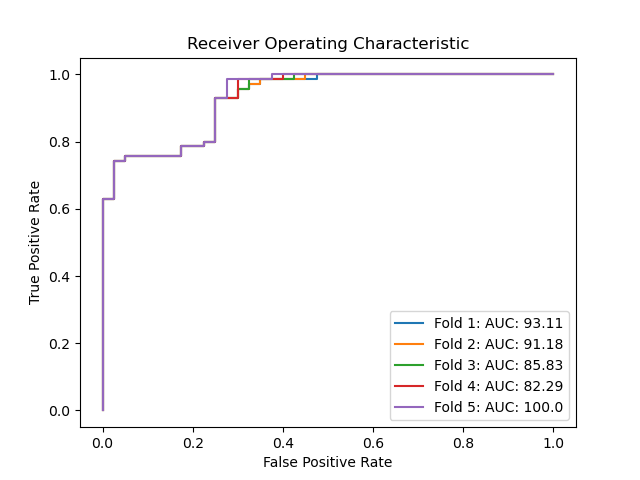 Receiver Operating Characteristic
1.0
0.8
0.6
0.4
0.2
0.0
True Positive Rate
Fold 1: AUC: 93.11
Fold 2: AUC: 91.18
Fold 3: AUC: 85.83
Fold 4: AUC: 82.29
Fold 5: AUC: 100.0
0.0 0.2 0.4 0.6 0.8 1.0
False Positive Rate